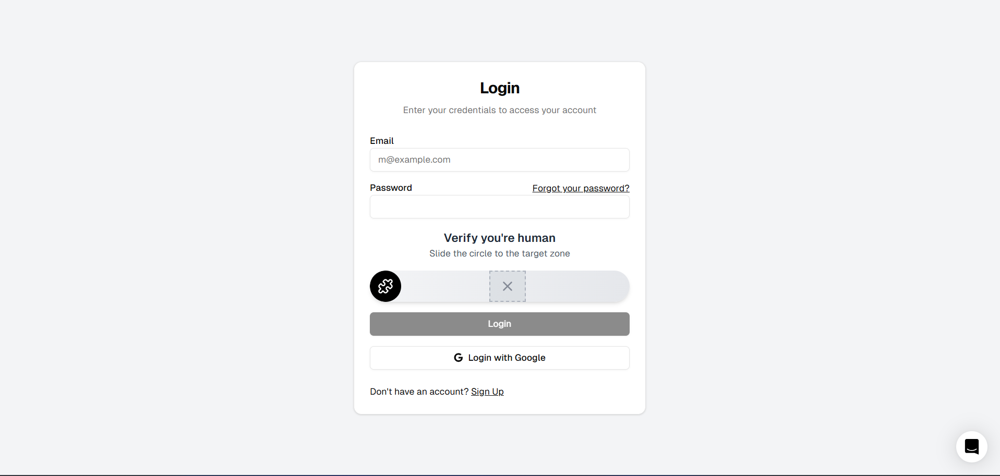 Login
Enter your credentials to access your account
Email
m@example.com
Password
Forgot your password?
Verify you're human
Slide the circle to the target zone
Login
Login with Google
Don't have an account? Sign Up